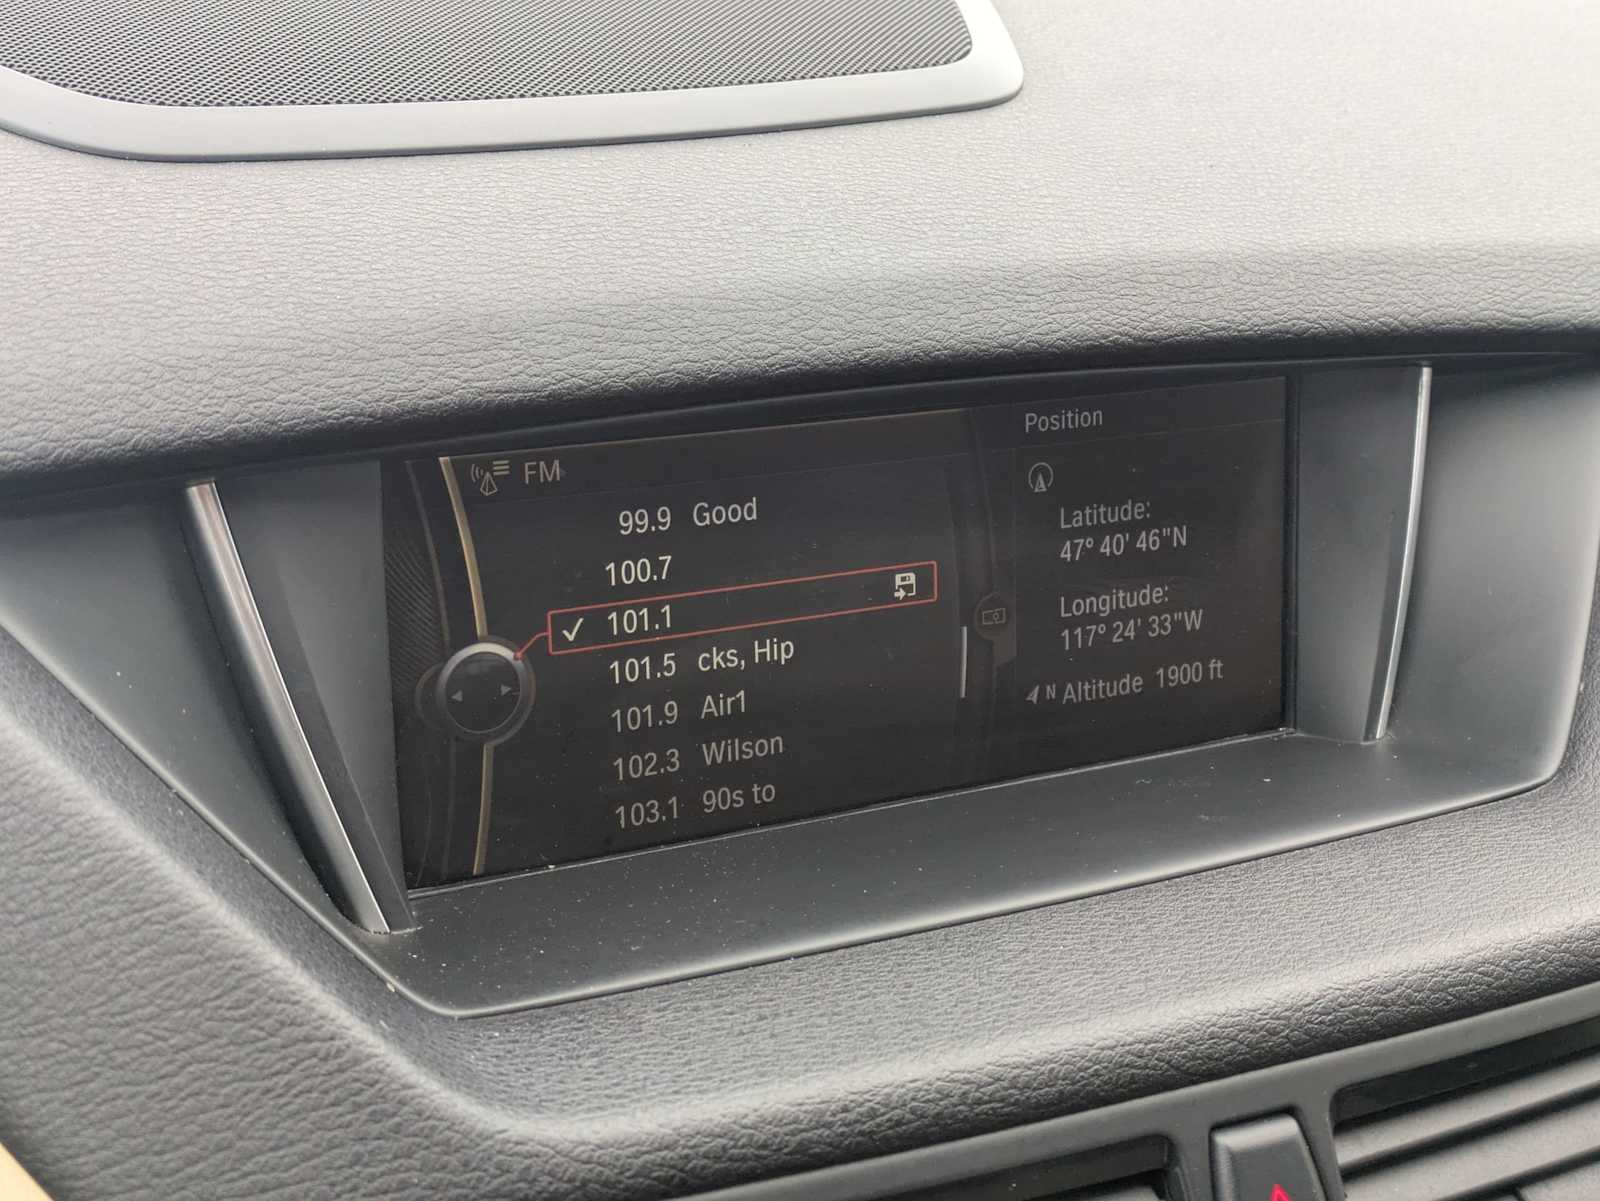 FM
99.9 Good
100.7
✓ 101.1
101.5 cks, Hip
101.9 Air1
102.3 Wilson
103.1 90s to
Position
Latitude:
47° 40' 46"N
Longitude:
117° 24' 33"W
N Altitude 1900 ft